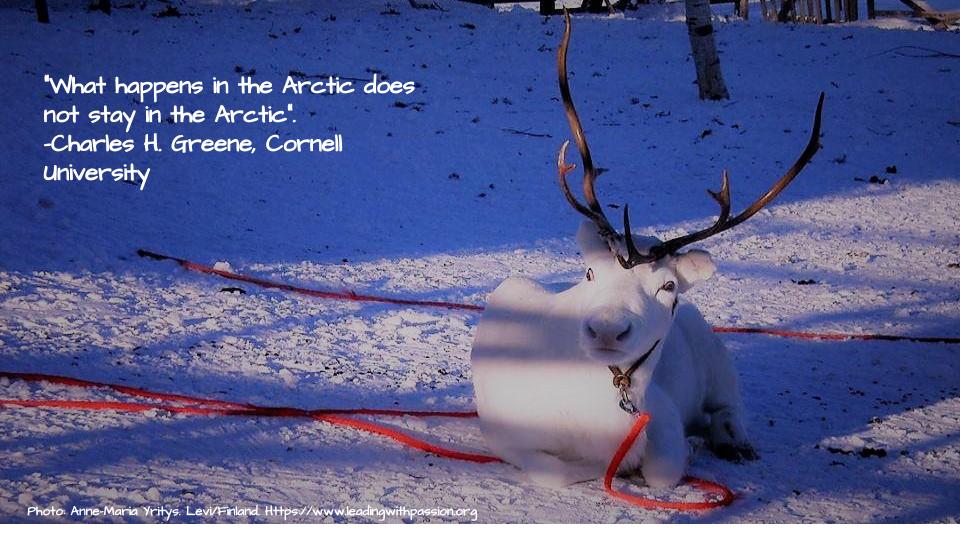 "What happens in the Arctic does
not stay in the Arctic".
-Charles H. Greene, Cornell
University
Photo: Anne-Maria Yritys. Levi/Finland. Https://www.leadingwithpassion.org